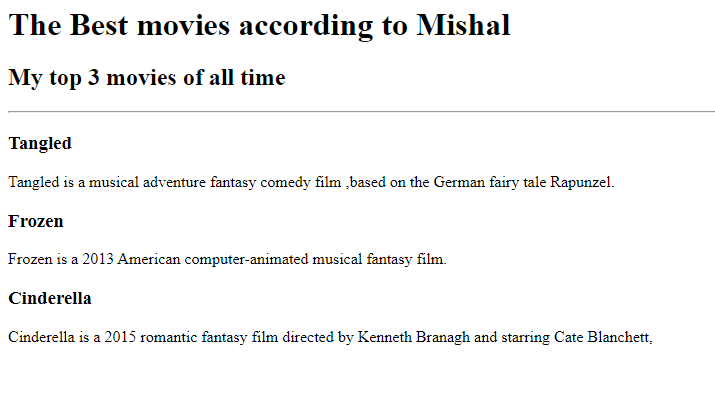 The Best movies according to Mishal
My top 3 movies of all time
Tangled
Tangled is a musical adventure fantasy comedy film ,based on the German fairy tale Rapunzel.
Frozen
Frozen is a 2013 American computer-animated musical fantasy film.
Cinderella
Cinderella is a 2015 romantic fantasy film directed by Kenneth Branagh and starring Cate Blanchett,